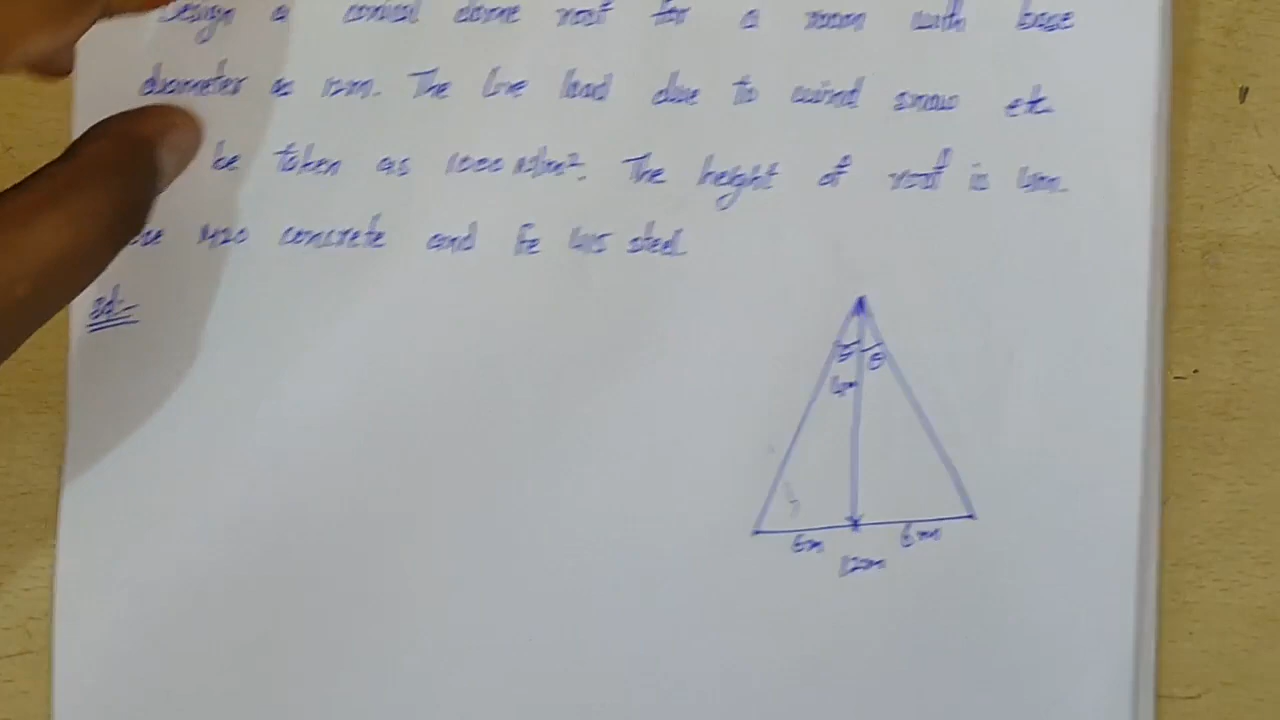 Design a conical dome roof for a room with base
diameter as 12m. The live load due to wind snow etc
be taken as 1000 N/m². The height of roof is 4m.
Use M20 concrete and Fe 415 steel
Sol:-
θ θ
4m
6m 6m
12m